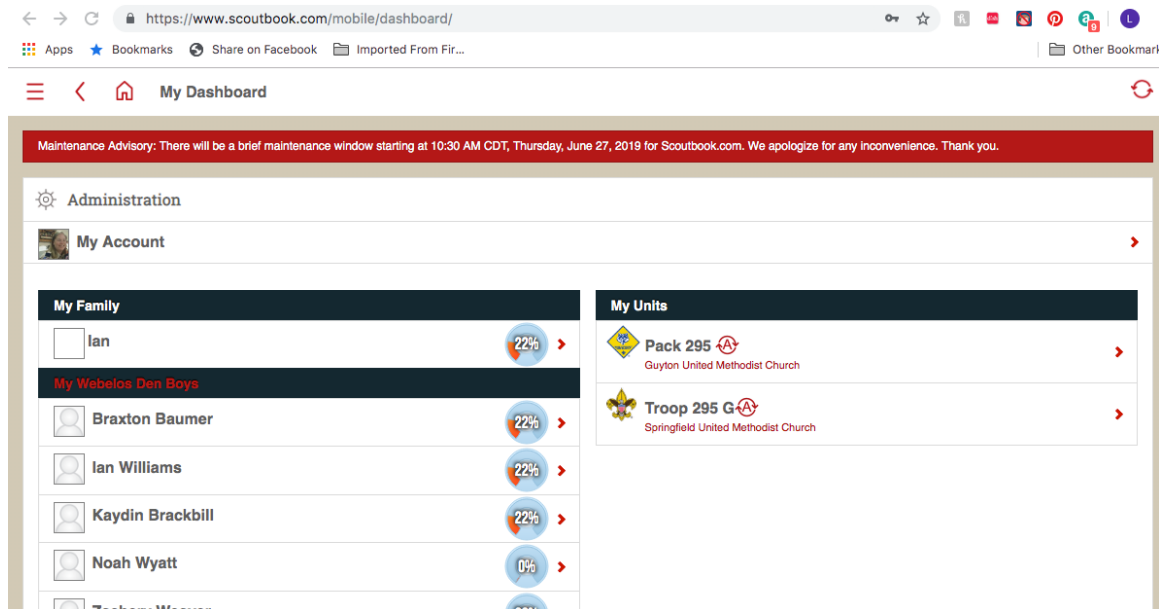 https://www.scoutbook.com/mobile/dashboard/
9
L
Apps Bookmarks Share on Facebook Imported From Fir... Other Bookmark
My Dashboard
Maintenance Advisory: There will be a brief maintenance window starting at 10:30 AM CDT, Thursday, June 27, 2019 for Scoutbook.com. We apologize for any inconvenience. Thank you.
Administration
My Account
My Family
Ian
22%
My Webelos Den Boys
Braxton Baumer
22%
Ian Williams
22%
Kaydin Brackbill
22%
Noah Wyatt
0%
Zachary Weaver
My Units
Pack 295 A
Guyton United Methodist Church
Troop 295 G A
Springfield United Methodist Church